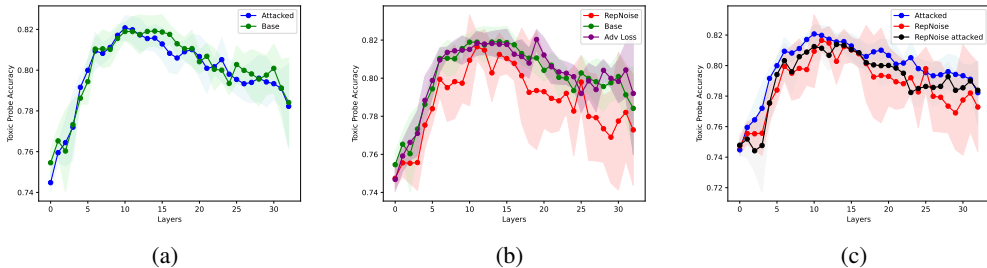 Toxic Probe Accuracy
0.82
0.80
0.78
0.76
0.74
0 5 10 15 20 25 30
Layers
Attacked
Base
(a)
Toxic Probe Accuracy
0.82
0.80
0.78
0.76
0.74
0 5 10 15 20 25 30
Layers
RepNoise
Base
Adv Loss
(b)
Toxic Probe Accuracy
0.82
0.80
0.78
0.76
0.74
0.72
0 5 10 15 20 25 30
Layers
Attacked
RepNoise
RepNoise attacked
(c)